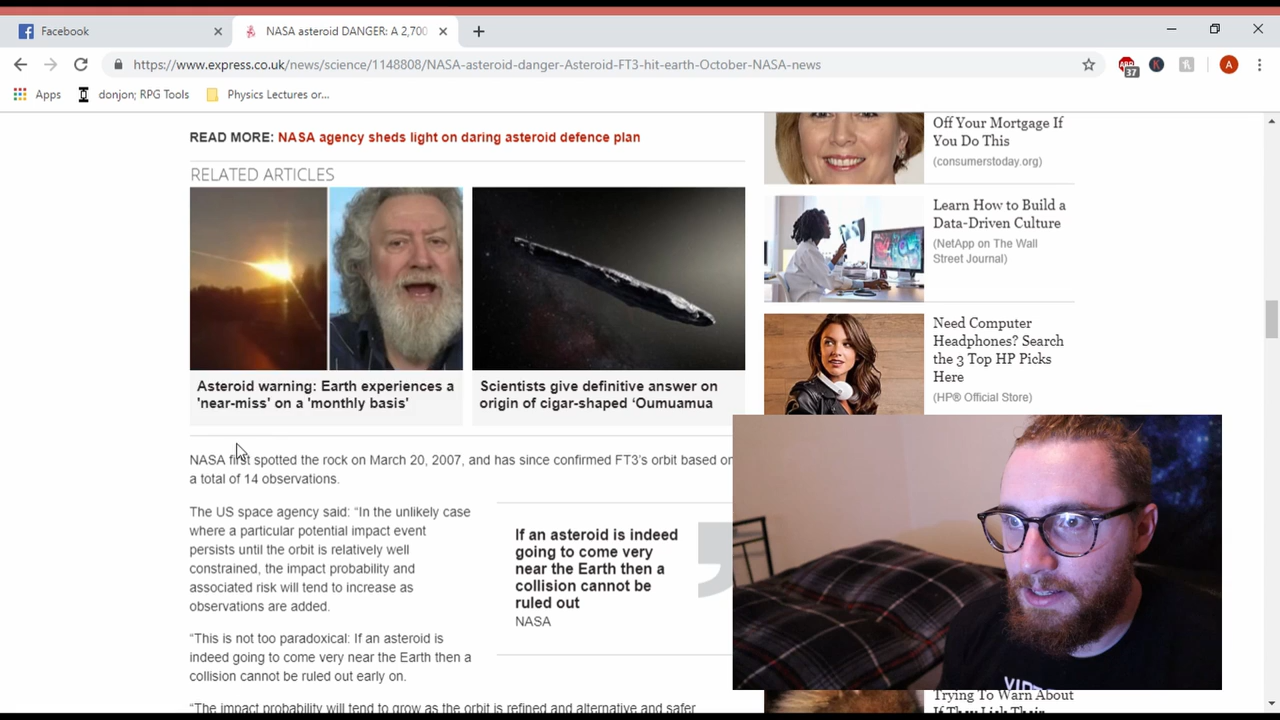 Facebook
NASA asteroid DANGER: A 2,700
https://www.express.co.uk/news/science/1148808/NASA-asteroid-danger-Asteroid-FT3-hit-earth-October-NASA-news
ABP
37
K
A
Apps
donjon; RPG Tools
Physics Lectures or...
READ MORE: NASA agency sheds light on daring asteroid defence plan
RELATED ARTICLES
Asteroid warning: Earth experiences a
'near-miss' on a 'monthly basis'
Scientists give definitive answer on
origin of cigar-shaped ‘Oumuamua
NASA first spotted the rock on March 20, 2007, and has since confirmed FT3’s orbit based on
a total of 14 observations.
The US space agency said: “In the unlikely case
where a particular potential impact event
persists until the orbit is relatively well
constrained, the impact probability and
associated risk will tend to increase as
observations are added.
“This is not too paradoxical: If an asteroid is
indeed going to come very near the Earth then a
collision cannot be ruled out early on.
“The impact probability will tend to grow as the orbit is refined and alternative and safer
If an asteroid is indeed
going to come very
near the Earth then a
collision cannot be
ruled out
NASA
Off Your Mortgage If
You Do This
(consumerstoday.org)
Learn How to Build a
Data-Driven Culture
(NetApp on The Wall
Street Journal)
Need Computer
Headphones? Search
the 3 Top HP Picks
Here
(HP® Official Store)
Trying To Warn About